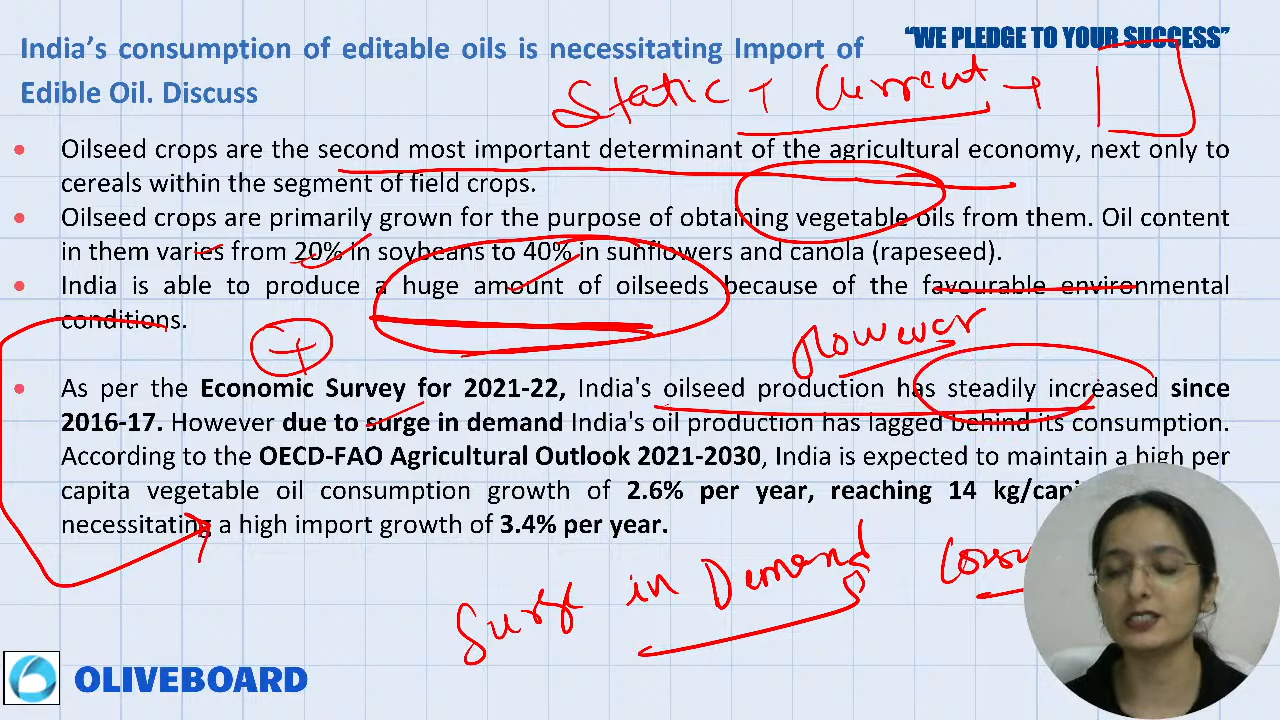 India's consumption of editable oils is necessitating Import of
Edible Oil. Discuss
"WE PLEDGE TO YOUR SUCCESS"
Static + Current +
• Oilseed crops are the second most important determinant of the agricultural economy, next only to
cereals within the segment of field crops.
• Oilseed crops are primarily grown for the purpose of obtaining vegetable oils from them. Oil content
in them varies from 20% in soybeans to 40% in sunflowers and canola (rapeseed).
• India is able to produce a huge amount of oilseeds because of the favourable environmental
conditions.
+
However
• As per the Economic Survey for 2021-22, India's oilseed production has steadily increased since
2016-17. However due to surge in demand India's oil production has lagged behind its consumption.
According to the OECD-FAO Agricultural Outlook 2021-2030, India is expected to maintain a high per
capita vegetable oil consumption growth of 2.6% per year, reaching 14 kg/capi
necessitating a high import growth of 3.4% per year.
Surge in Demand
OLIVEBOARD